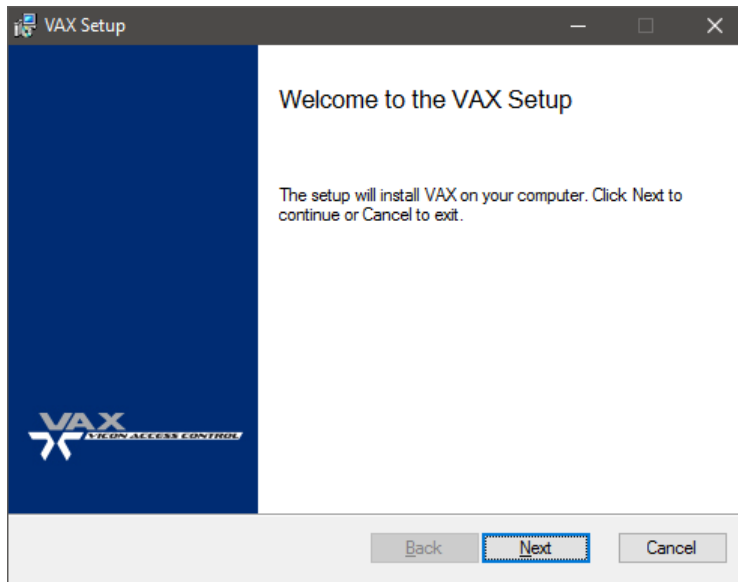 VAX Setup
Welcome to the VAX Setup
The setup will install VAX on your computer. Click Next to
continue or Cancel to exit.
VAX
VICON ACCESS CONTROL
Back
Next
Cancel